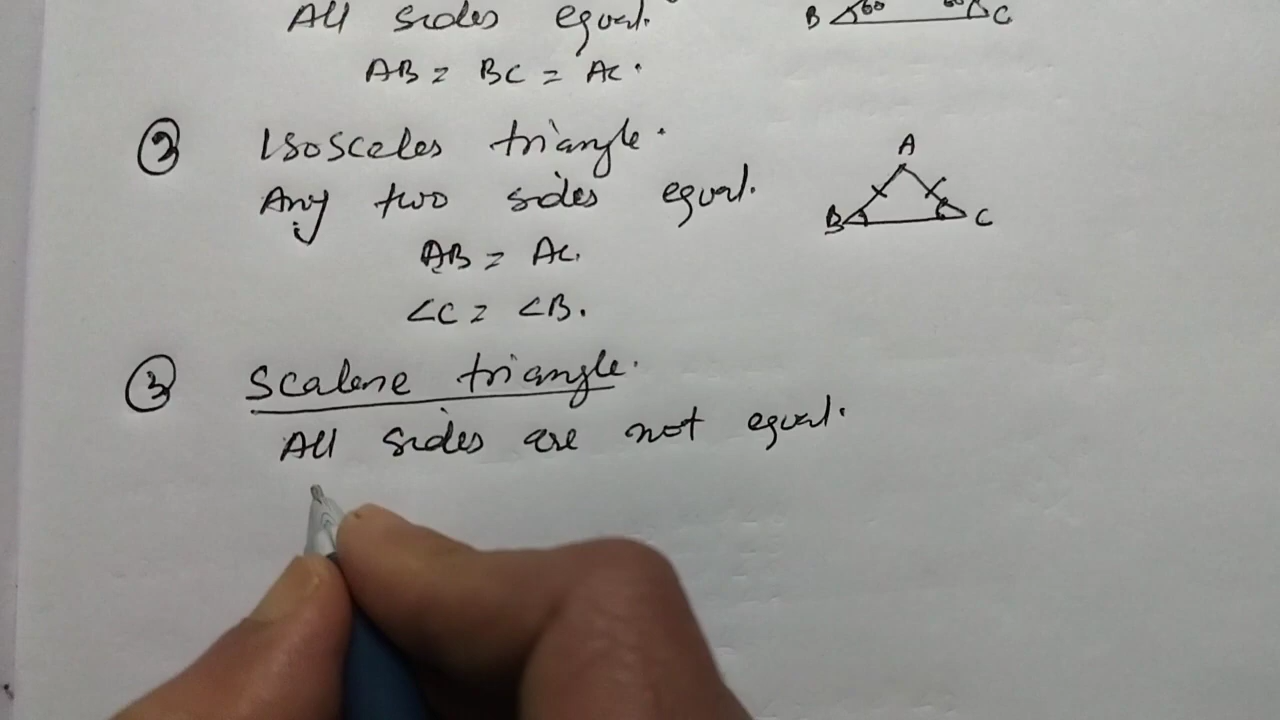 All sides equal.
B 60 60 C
AB = BC = AC.
② Isosceles triangle.
Any two sides equal.
A
B C
AB = AC.
∠C = ∠B.
③ Scalene triangle.
All sides are not equal.